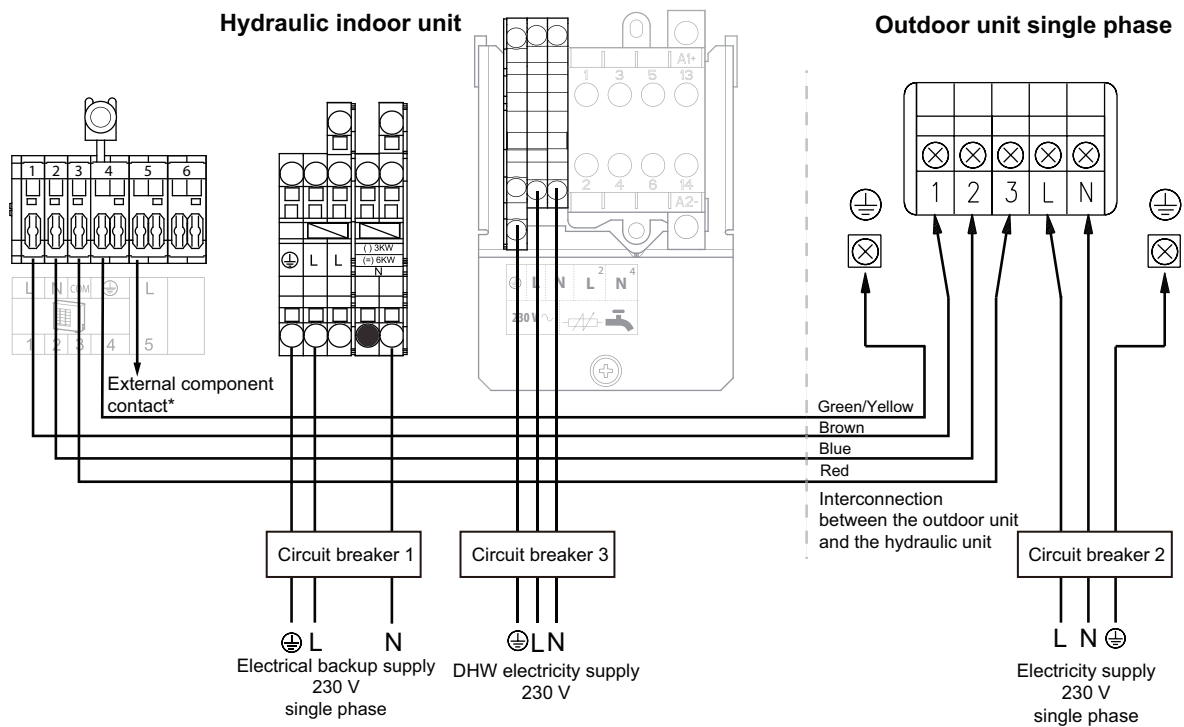 Hydraulic indoor unit
Outdoor unit single phase
A1+
1 3 5 13
2 4 6 14
A2-
1 2 3 4 5 6
L N COM L
1 2 3 4 5
External component
contact*
L L
( ) 3KW
(=) 6KW
N
L N L 2 N 4
230 V ~
1 2 3 L N
Green/Yellow
Brown
Blue
Red
Interconnection
between the outdoor unit
and the hydraulic unit
Circuit breaker 1
Circuit breaker 3
Circuit breaker 2
L N
Electrical backup supply
230 V
single phase
L N
DHW electricity supply
230 V
L N
Electricity supply
230 V
single phase